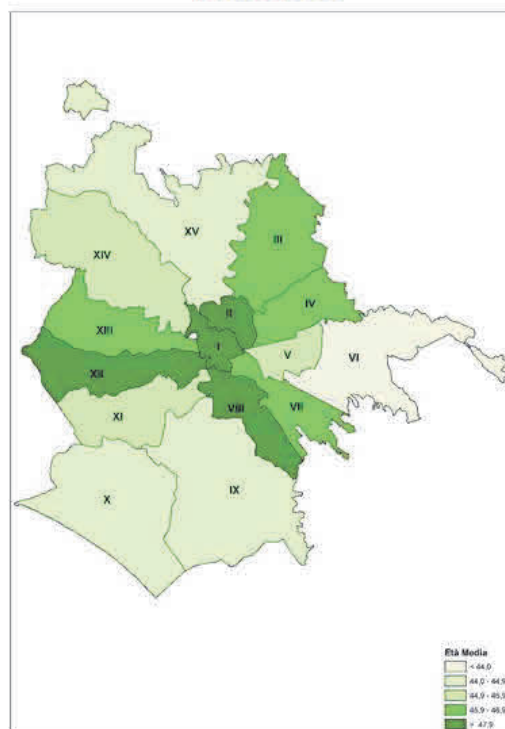 XV
III
XIV
II
IV
XIII
I
V
VI
XII
XI
VIII
VII
X
IX
Età Media
< 44,0
44,0 - 44,9
44,9 - 45,9
45,9 - 46,9
> 47,9